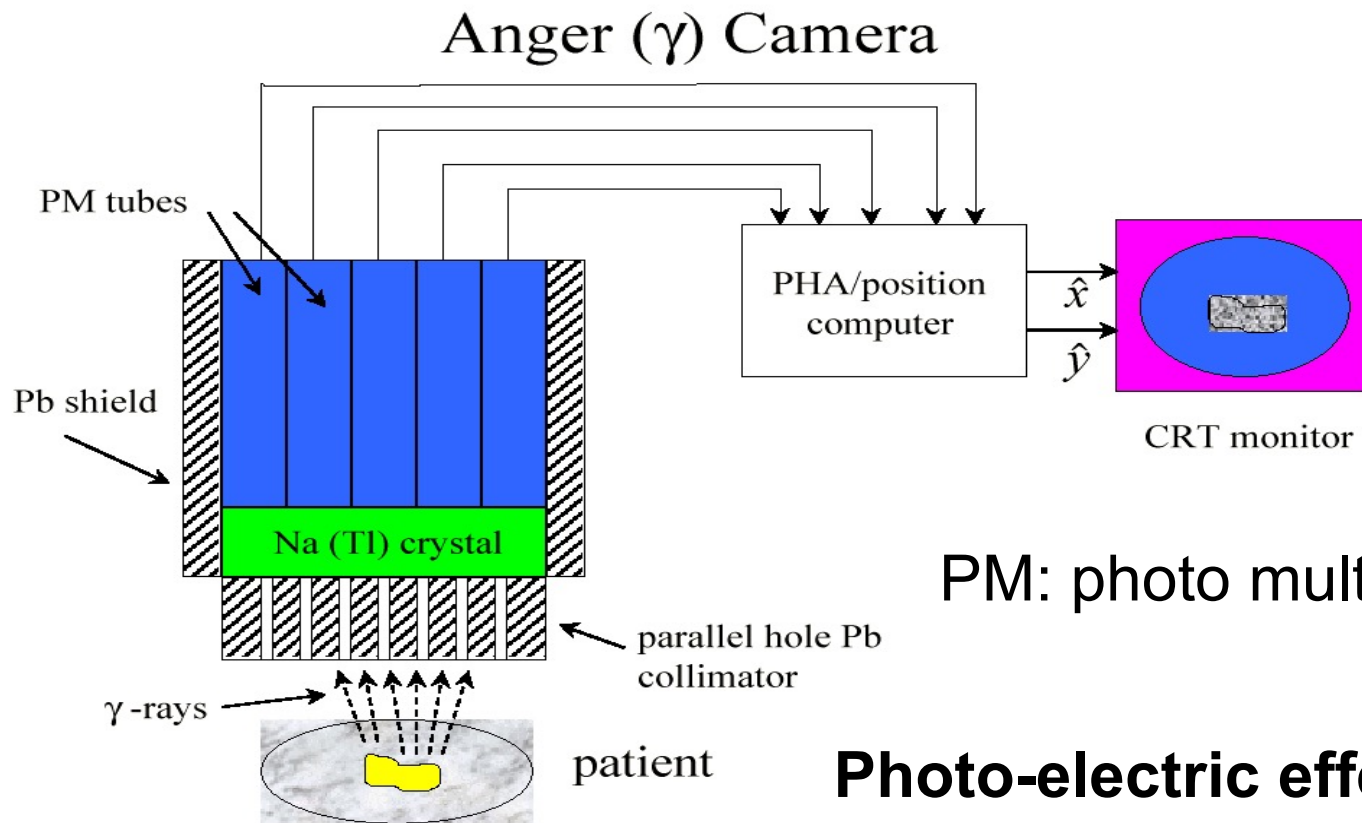 Anger (γ) Camera
PM tubes
PHA/position
computer
x̂
ŷ
Pb shield
CRT monitor
Na (Tl) crystal
PM: photo mult
parallel hole Pb
collimator
γ-rays
patient
Photo-electric effe